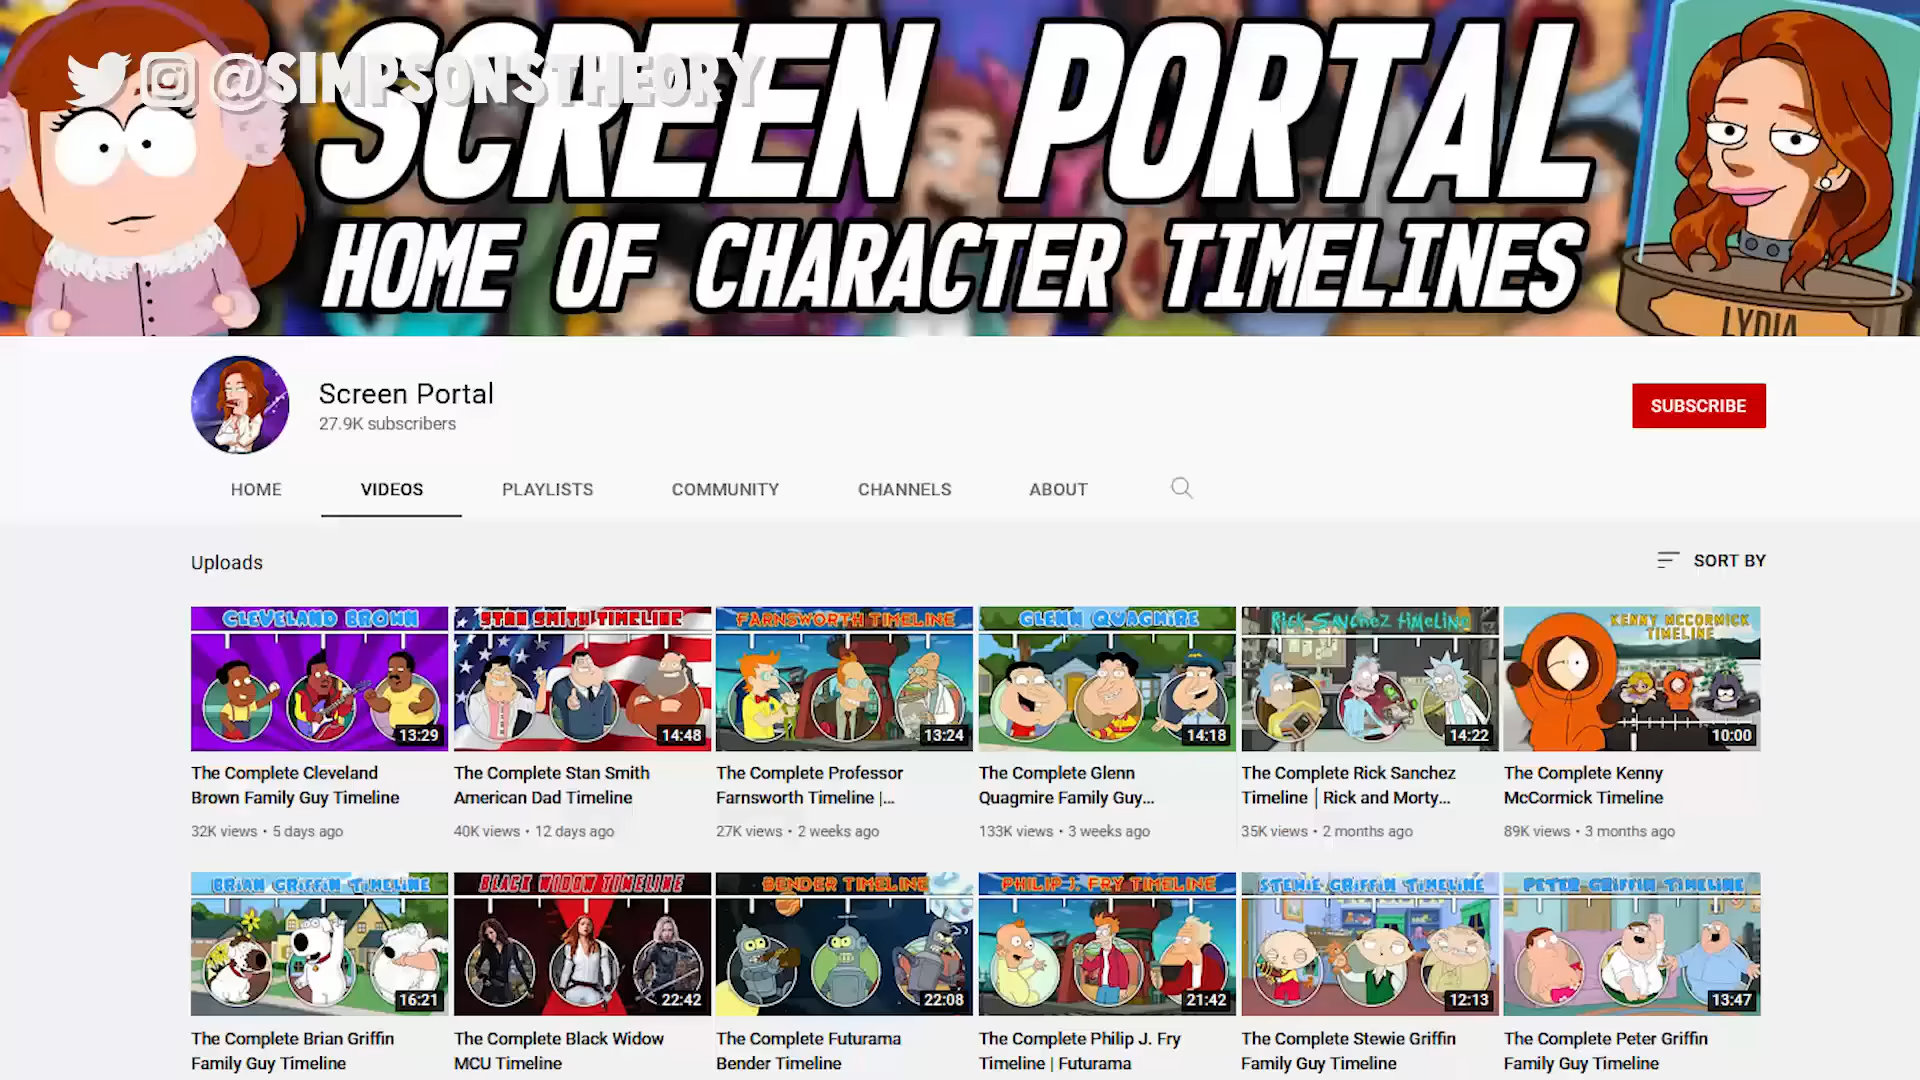 @SIMPSONSTHEORY
SCREEN PORTAL
HOME OF CHARACTER TIMELINES
LYDIA
Screen Portal
27.9K subscribers
SUBSCRIBE
HOME VIDEOS PLAYLISTS COMMUNITY CHANNELS ABOUT
Uploads
SORT BY
CLEVELAND BROWN
13:29
STAN SMITH TIMELINE
14:48
FARNSWORTH TIMELINE
13:24
GLENN QUAGMIRE
14:18
Rick Sanchez timeline
14:22
KENNY MCCORMICK
TIMELINE
10:00
The Complete Cleveland
Brown Family Guy Timeline
32K views • 5 days ago
The Complete Stan Smith
American Dad Timeline
40K views • 12 days ago
The Complete Professor
Farnsworth Timeline |...
27K views • 2 weeks ago
The Complete Glenn
Quagmire Family Guy...
133K views • 3 weeks ago
The Complete Rick Sanchez
Timeline | Rick and Morty...
35K views • 2 months ago
The Complete Kenny
McCormick Timeline
89K views • 3 months ago
BRIAN GRIFFIN TIMELINE
16:21
BLACK WIDOW TIMELINE
22:42
BENDER TIMELINE
22:08
PHILIP J. FRY TIMELINE
21:42
STEWIE GRIFFIN TIMELINE
12:13
PETER GRIFFIN TIMELINE
13:47
The Complete Brian Griffin
Family Guy Timeline
The Complete Black Widow
MCU Timeline
The Complete Futurama
Bender Timeline
The Complete Philip J. Fry
Timeline | Futurama
The Complete Stewie Griffin
Family Guy Timeline
The Complete Peter Griffin
Family Guy Timeline